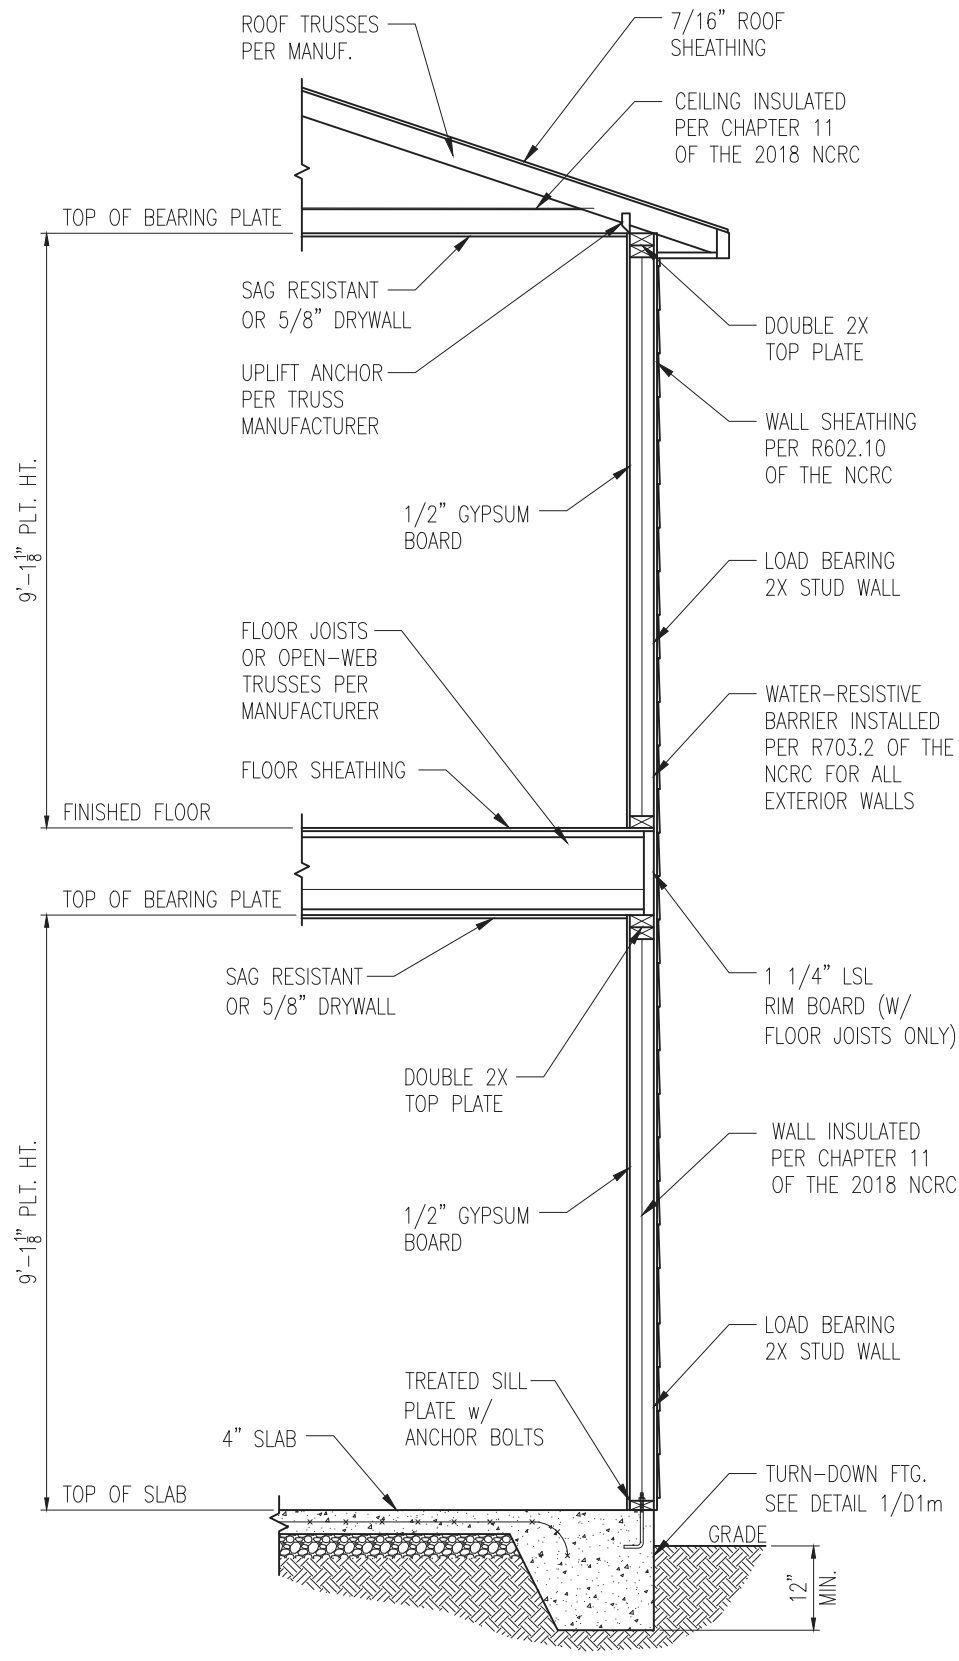 ROOF TRUSSES
PER MANUF.
7/16” ROOF
SHEATHING
CEILING INSULATED
PER CHAPTER 11
OF THE 2018 NCRC
TOP OF BEARING PLATE
SAG RESISTANT
OR 5/8” DRYWALL
DOUBLE 2X
TOP PLATE
UPLIFT ANCHOR
PER TRUSS
MANUFACTURER
WALL SHEATHING
PER R602.10
OF THE NCRC
9’-1 1/8” PLT. HT.
1/2” GYPSUM
BOARD
LOAD BEARING
2X STUD WALL
FLOOR JOISTS
OR OPEN-WEB
TRUSSES PER
MANUFACTURER
WATER-RESISTIVE
BARRIER INSTALLED
PER R703.2 OF THE
NCRC FOR ALL
EXTERIOR WALLS
FLOOR SHEATHING
FINISHED FLOOR
TOP OF BEARING PLATE
SAG RESISTANT
OR 5/8” DRYWALL
1 1/4” LSL
RIM BOARD (W/
FLOOR JOISTS ONLY)
DOUBLE 2X
TOP PLATE
WALL INSULATED
PER CHAPTER 11
OF THE 2018 NCRC
9’-1 1/8” PLT. HT.
1/2” GYPSUM
BOARD
LOAD BEARING
2X STUD WALL
TREATED SILL
PLATE w/
ANCHOR BOLTS
4” SLAB
TOP OF SLAB
TURN-DOWN FTG.
SEE DETAIL 1/D1m
GRADE
12”
MIN.